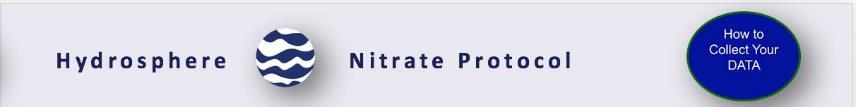 Hydrosphere Nitrate Protocol
How to
Collect Your
DATA